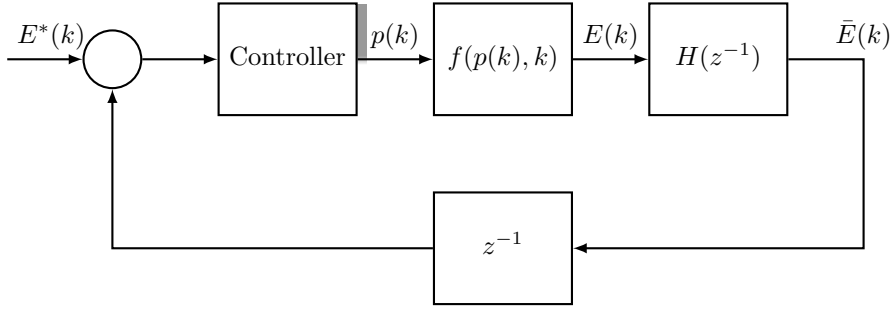 E*(k)
Controller
p(k)
f(p(k), k)
E(k)
H(z⁻¹)
Ē(k)
z⁻¹